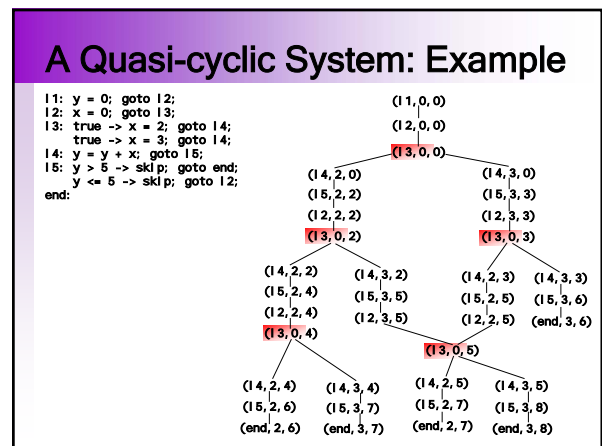 A Quasi-cyclic System: Example
l1: y = 0; goto l2;
l2: x = 0; goto l3;
l3: true -> x = 2; goto l4;
true -> x = 3; goto l4;
l4: y = y + x; goto l5;
l5: y > 5 -> skip; goto end;
y <= 5 -> skip; goto l2;
end:
(l1,0,0)
(l2,0,0)
(l3,0,0)
(l4,2,0) (l4,3,0)
(l5,2,2) (l5,3,3)
(l2,2,2) (l2,3,3)
(l3,0,2) (l3,0,3)
(l4,2,2) (l4,3,2) (l4,2,3) (l4,3,3)
(l5,2,4) (l5,3,5) (l5,2,5) (l5,3,6)
(l2,2,4) (l2,3,5) (l2,2,5) (end,3,6)
(l3,0,4) (l3,0,5)
(l4,2,4) (l4,3,4) (l4,2,5) (l4,3,5)
(l5,2,6) (l5,3,7) (l5,2,7) (l5,3,8)
(end,2,6) (end,3,7) (end,2,7) (end,3,8)